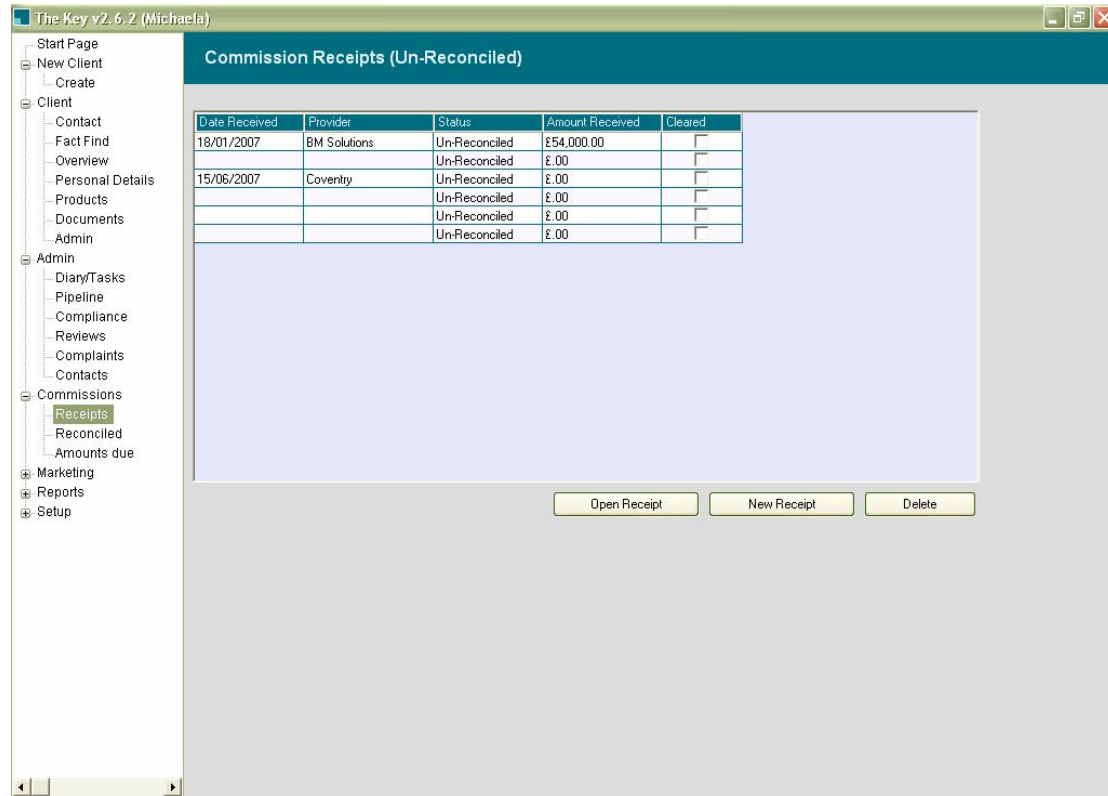 The Key v2.6.2 (Michaela)
Start Page
New Client
Create
Client
Contact
Fact Find
Overview
Personal Details
Products
Documents
Admin
Admin
Diary/Tasks
Pipeline
Compliance
Reviews
Complaints
Contacts
Commissions
Receipts
Reconciled
Amounts due
Marketing
Reports
Setup
Commission Receipts (Un-Reconciled)
Date Received Provider Status Amount Received Cleared
18/01/2007 BM Solutions Un-Reconciled £54,000.00
Un-Reconciled £.00
15/06/2007 Coventry Un-Reconciled £.00
Un-Reconciled £.00
Un-Reconciled £.00
Un-Reconciled £.00
Open Receipt New Receipt Delete